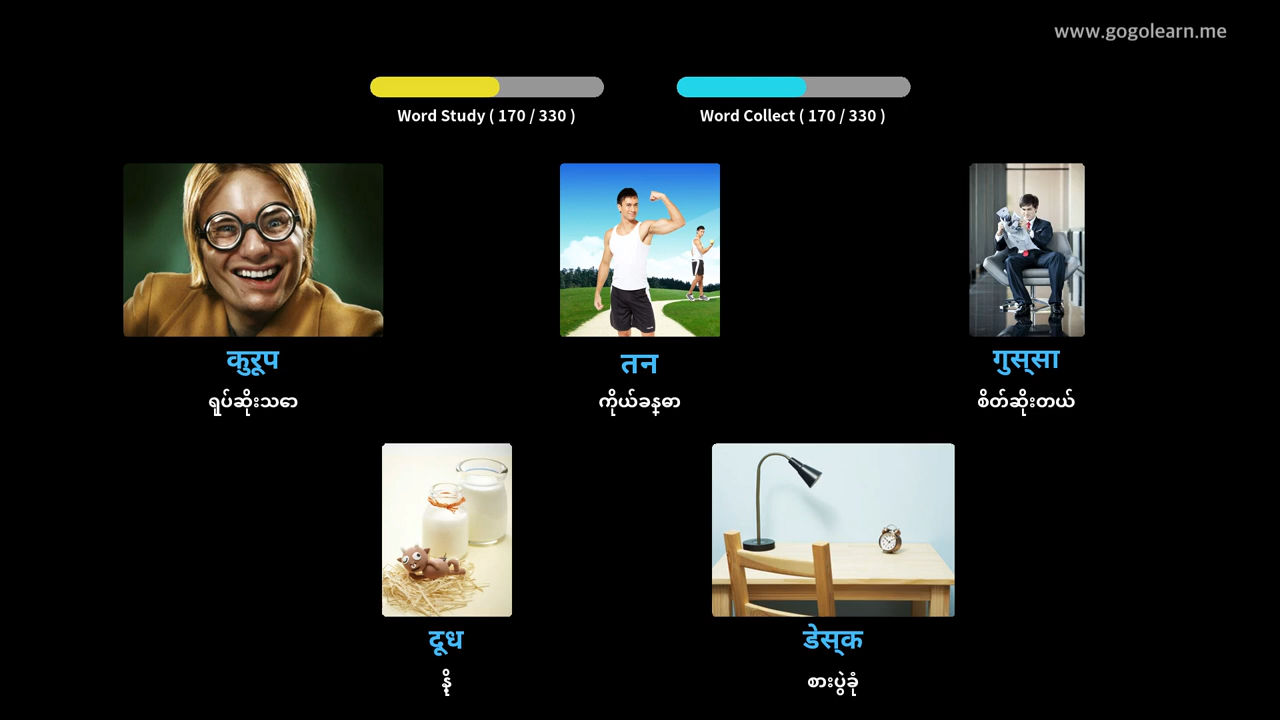 www.gogolearn.me
Word Study ( 170 / 330 )
Word Collect ( 170 / 330 )
कुरूप
ရုပ်ဆိုးသော
तन
ကိုယ်ခန္ဓာ
गुस्सा
စိတ်ဆိုးတယ်
दूध
နို့
डेस्क
စားပွဲခုံ